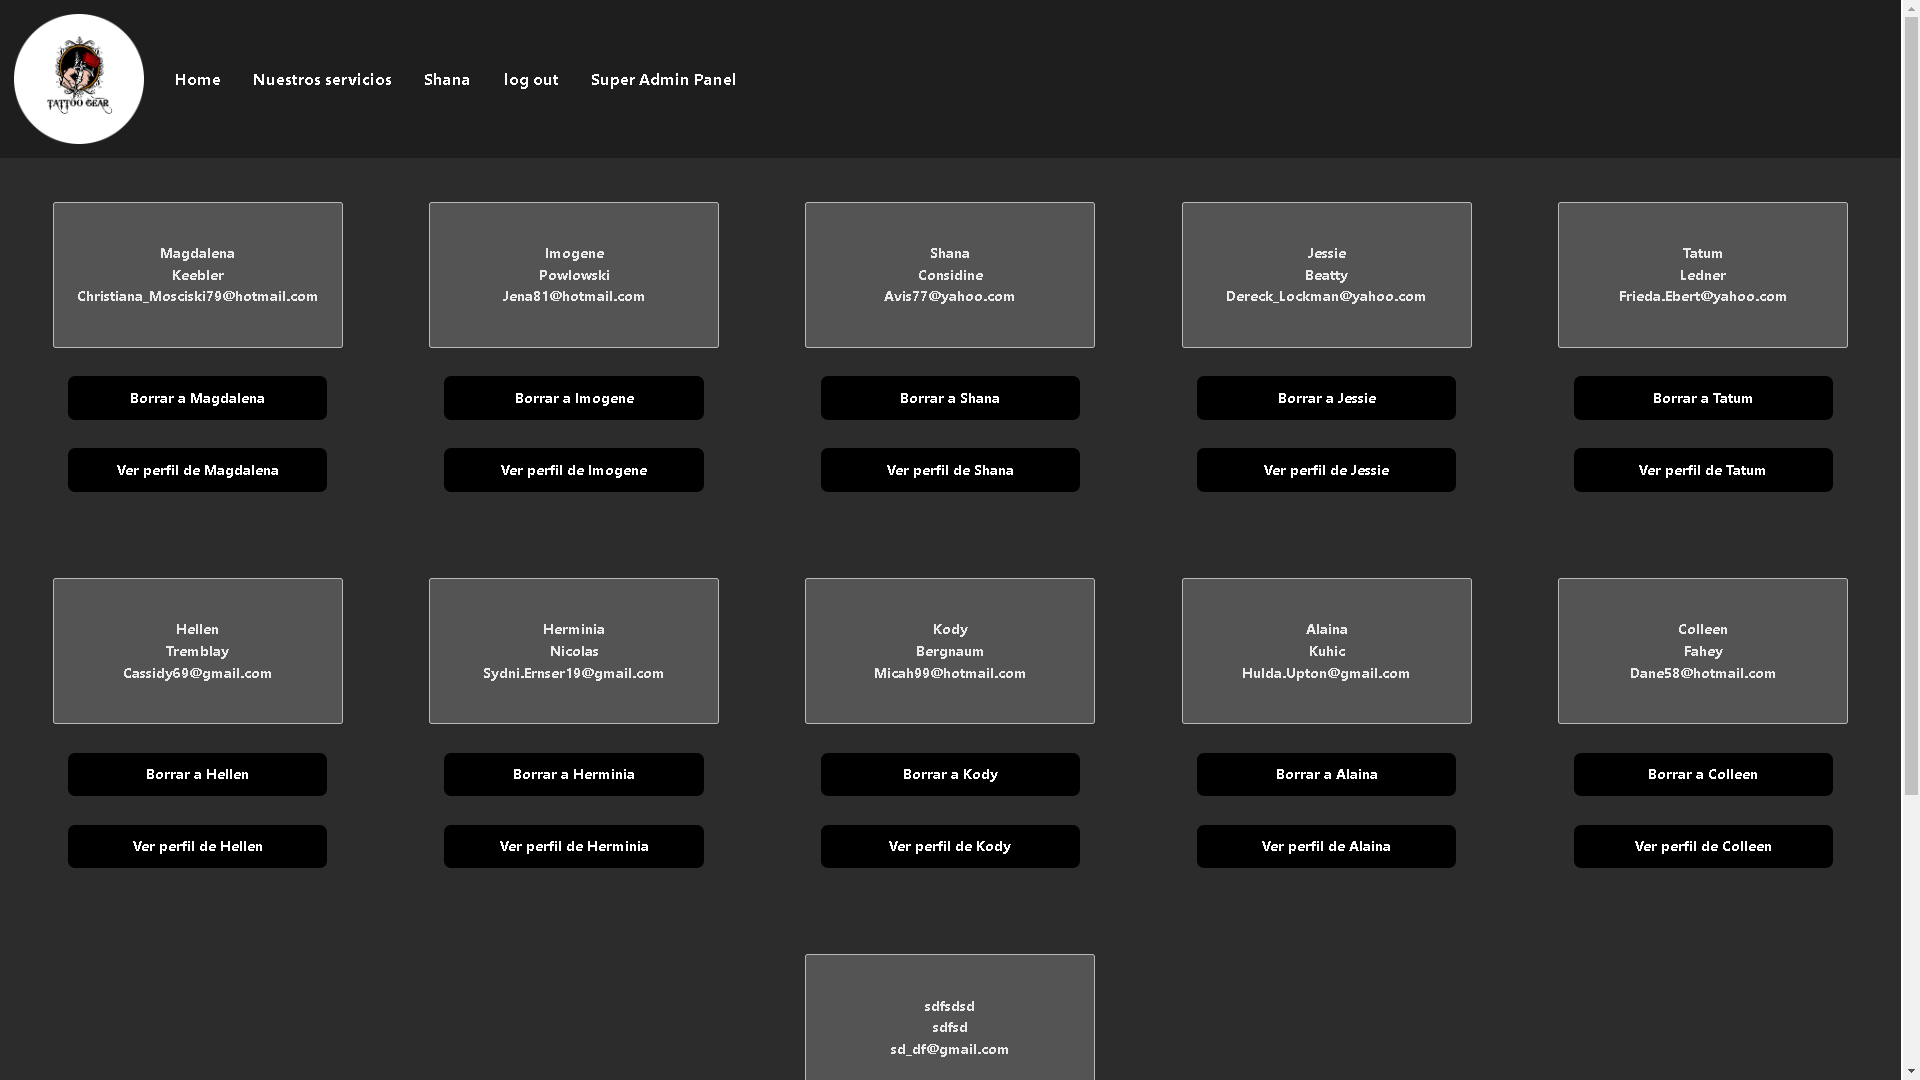 TATTOO GEAR
Home
Nuestros servicios
Shana
log out
Super Admin Panel
Magdalena
Keebler
Christiana_Mosciski79@hotmail.com
Borrar a Magdalena
Ver perfil de Magdalena
Imogene
Powlowski
Jena81@hotmail.com
Borrar a Imogene
Ver perfil de Imogene
Shana
Considine
Avis77@yahoo.com
Borrar a Shana
Ver perfil de Shana
Jessie
Beatty
Dereck_Lockman@yahoo.com
Borrar a Jessie
Ver perfil de Jessie
Tatum
Ledner
Frieda.Ebert@yahoo.com
Borrar a Tatum
Ver perfil de Tatum
Hellen
Tremblay
Cassidy69@gmail.com
Borrar a Hellen
Ver perfil de Hellen
Herminia
Nicolas
Sydni.Ernser19@gmail.com
Borrar a Herminia
Ver perfil de Herminia
Kody
Bergnaum
Micah99@hotmail.com
Borrar a Kody
Ver perfil de Kody
Alaina
Kuhic
Hulda.Upton@gmail.com
Borrar a Alaina
Ver perfil de Alaina
Colleen
Fahey
Dane58@hotmail.com
Borrar a Colleen
Ver perfil de Colleen
sdfsdsd
sdfsd
sd_df@gmail.com